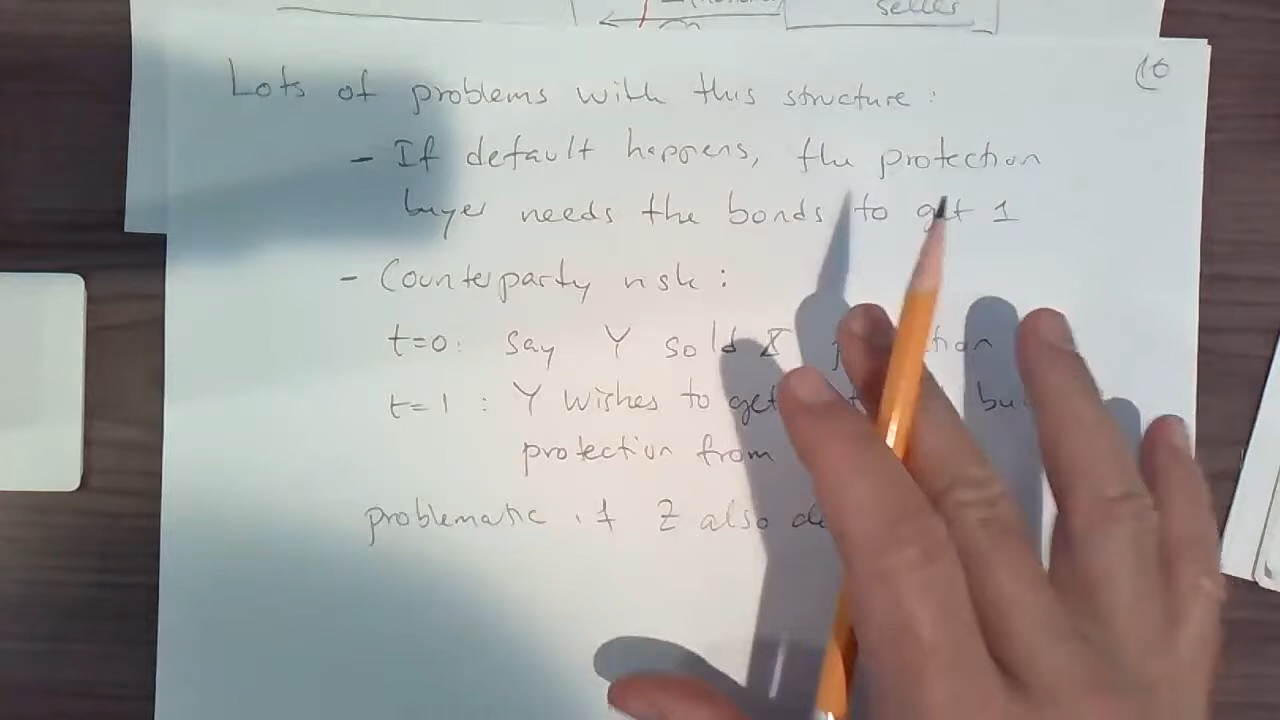 seller
(10
Lots of problems with this structure:
- If default happens, the protection
buyer needs the bonds to get 1
- Counterparty risk:
t=0: say Y sold X
t=1: Y wishes to get
protection from
problematic if Z also